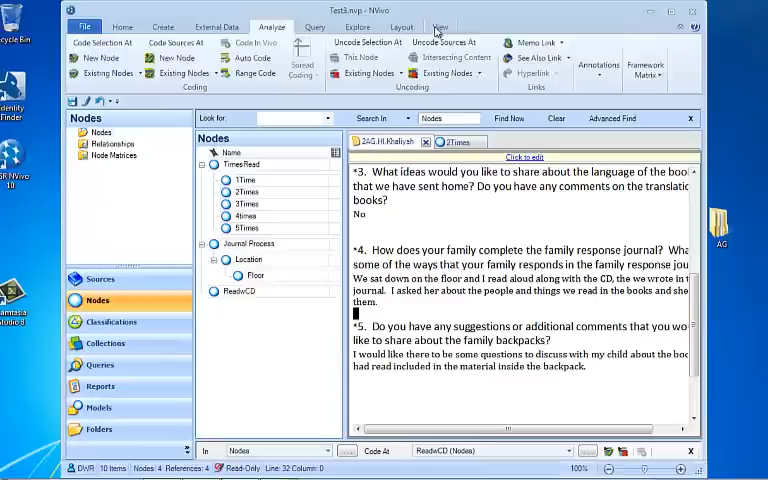 Test3.nvp - NVivo
File Home Create External Data Analyze Query Explore Layout View
Code Selection At Code Sources At Code In Vivo Uncode Selection At Uncode Sources At Memo Link
New Node New Node Auto Code Spread Coding This Node Intersecting Content See Also Link Annotations Framework Matrix
Existing Nodes Existing Nodes Range Code Existing Nodes Existing Nodes Hyperlink
Coding Uncoding Links
Nodes Look for: Search In Nodes Find Now Clear Advanced Find x
Nodes
Relationships
Node Matrices
Sources
Nodes
Classifications
Collections
Queries
Reports
Models
Folders
Nodes
Name
TimesRead
1Time
2Times
3Times
4times
5Times
Journal Process
Location
Floor
ReadwCD
2AG.HI.Khaliyah 2Times
Click to edit
*3. What ideas would you like to share about the language of the boo
that we have sent home? Do you have any comments on the translatio
books?
No
*4. How does your family complete the family response journal? Wha
some of the ways that your family responds in the family response jou
We sat down on the floor and I read aloud along with the CD, the we wrote in t
journal. I asked her about the people and things we read in the books and she
them.
*5. Do you have any suggestions or additional comments that you wo
like to share about the family backpacks?
I would like there to be some questions to discuss with my child about the boo
had read included in the material inside the backpack.
In Nodes Code At ReadwCD (Nodes) x
DWR 10 Items Nodes: 4 References: 4 Read-Only Line: 32 Column: 0 100%
ecycle Bin
Identity
Finder
SR NVivo
10
amtasia
Studio 8
AG